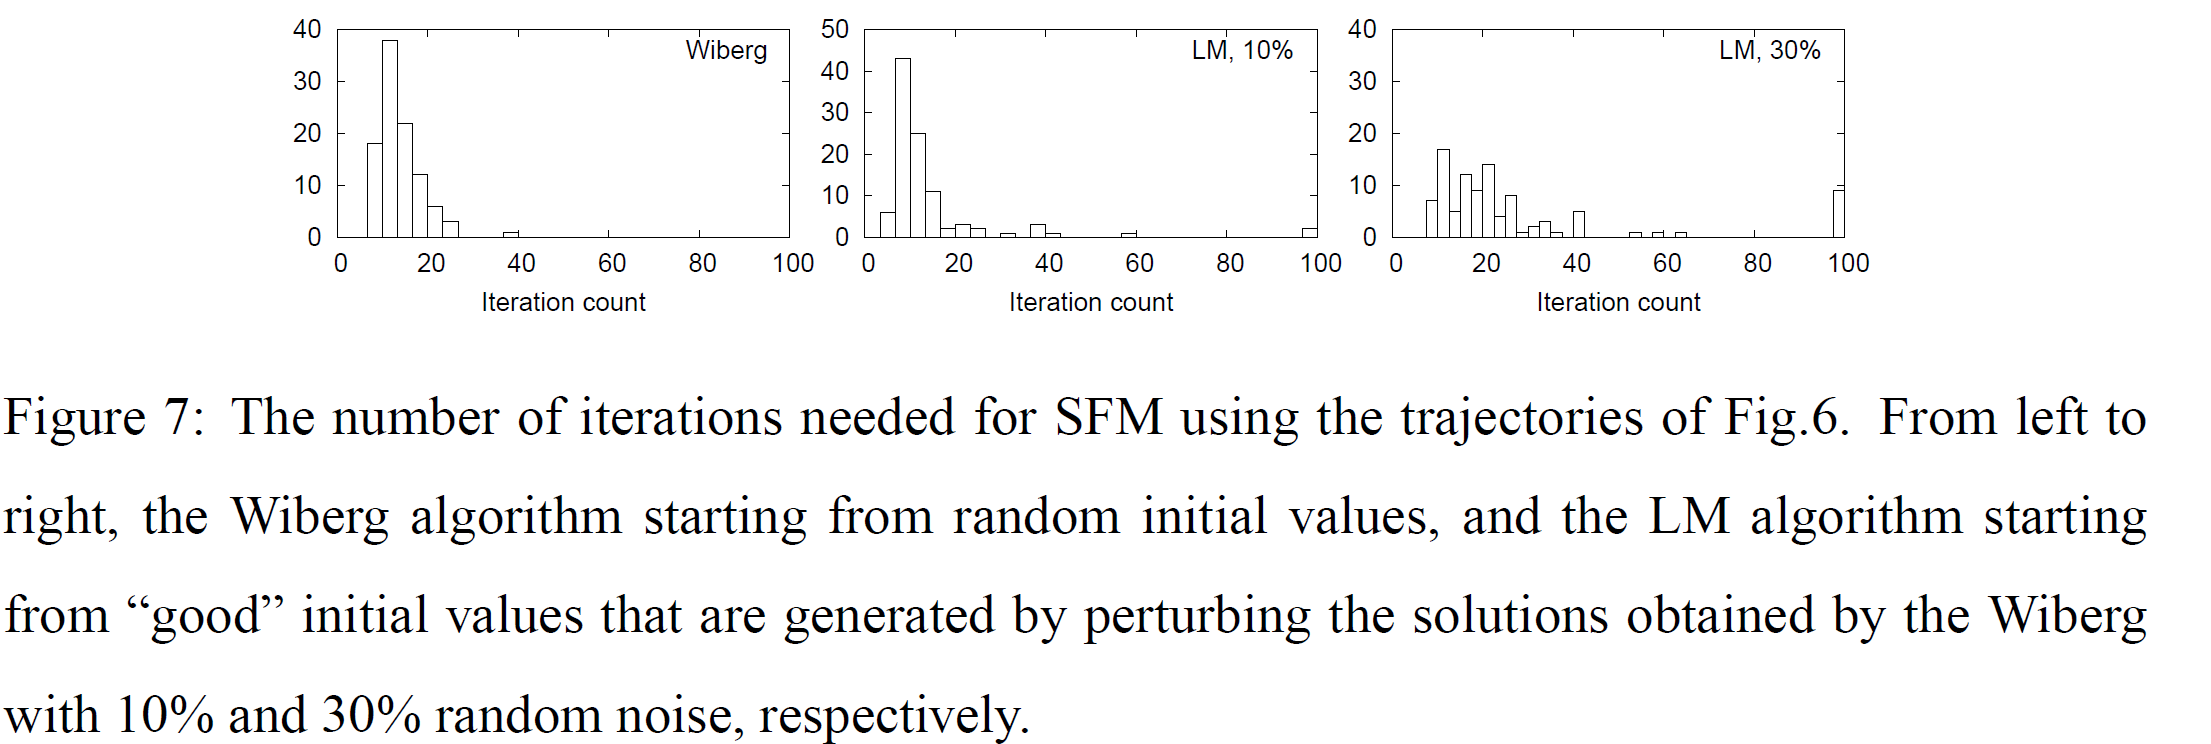 40
30
20
10
0
0 20 40 60 80 100
Wiberg
Iteration count
50
40
30
20
10
0
0 20 40 60 80 100
LM, 10%
Iteration count
40
30
20
10
0
0 20 40 60 80 100
LM, 30%
Iteration count
Figure 7: The number of iterations needed for SFM using the trajectories of Fig.6. From left to
right, the Wiberg algorithm starting from random initial values, and the LM algorithm starting
from “good” initial values that are generated by perturbing the solutions obtained by the Wiberg
with 10% and 30% random noise, respectively.